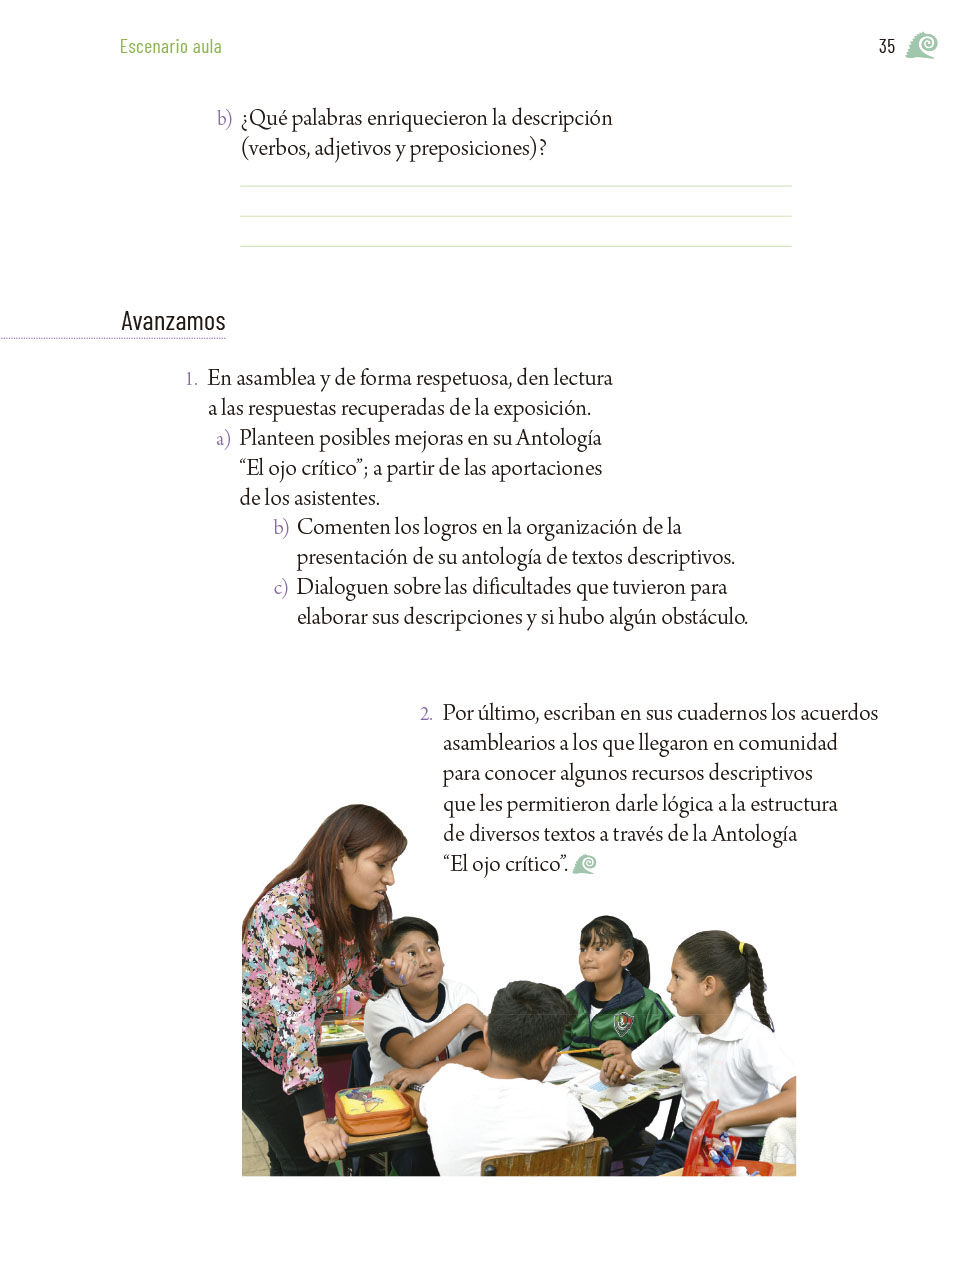 Escenario aula
35
b) ¿Qué palabras enriquecieron la descripción
(verbos, adjetivos y preposiciones)?
Avanzamos
1. En asamblea y de forma respetuosa, den lectura
a las respuestas recuperadas de la exposición.
a) Planteen posibles mejoras en su Antología
“El ojo crítico”; a partir de las aportaciones
de los asistentes.
b) Comenten los logros en la organización de la
presentación de su antología de textos descriptivos.
c) Dialoguen sobre las dificultades que tuvieron para
elaborar sus descripciones y si hubo algún obstáculo.
2. Por último, escriban en sus cuadernos los acuerdos
asamblearios a los que llegaron en comunidad
para conocer algunos recursos descriptivos
que les permitieron darle lógica a la estructura
de diversos textos a través de la Antología
“El ojo crítico”.